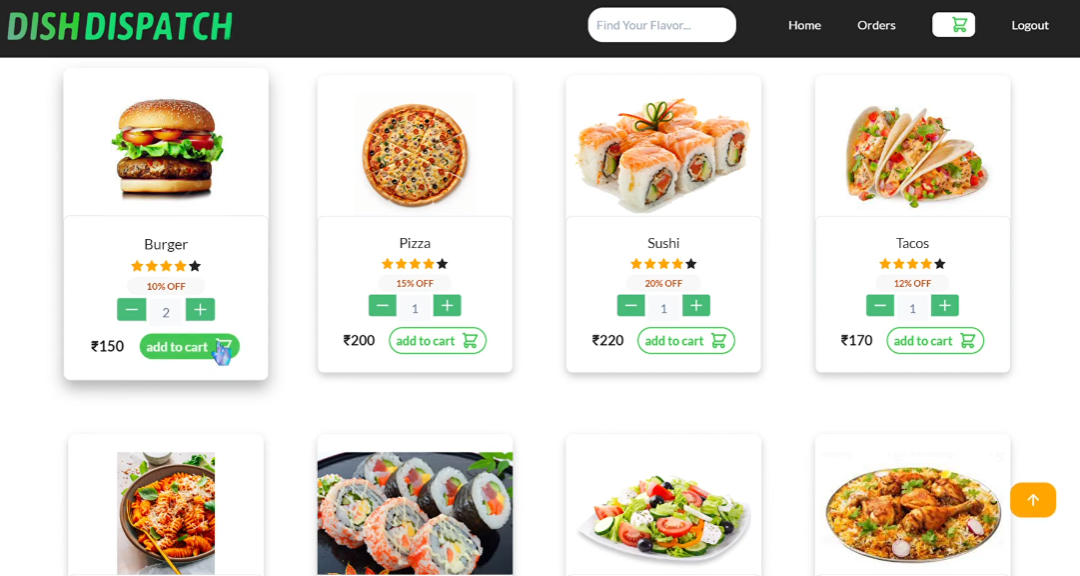 DISH DISPATCH
Find Your Flavor...
Home
Orders
Logout
Burger
10% OFF
2
₹150
add to cart
Pizza
15% OFF
1
₹200
add to cart
Sushi
20% OFF
1
₹220
add to cart
Tacos
12% OFF
1
₹170
add to cart